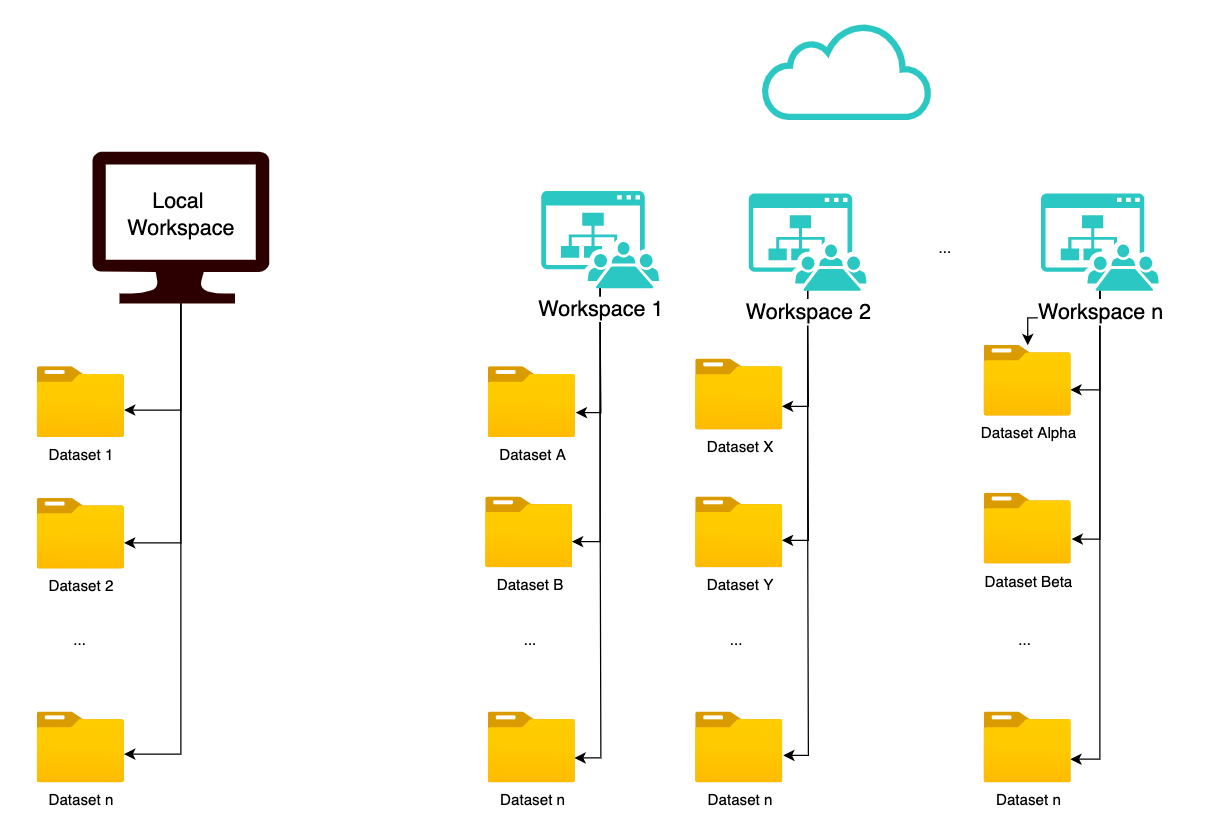 Local
Workspace
Workspace 1
Workspace 2
...
Workspace n
Dataset 1
Dataset A
Dataset X
Dataset Alpha
Dataset 2
Dataset B
Dataset Y
Dataset Beta
...
...
...
...
Dataset n
Dataset n
Dataset n
Dataset n